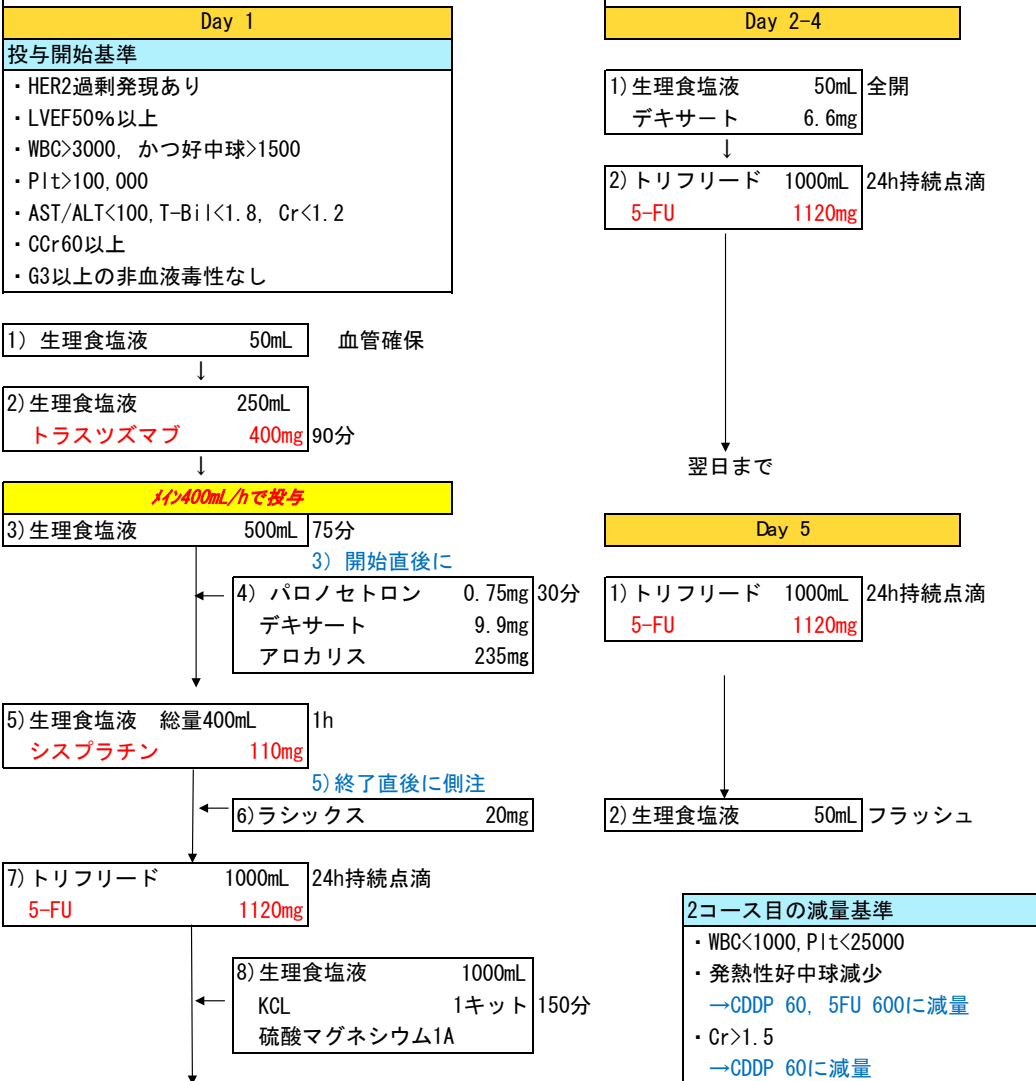 Day 1
投与開始基準
・HER2過剰発現あり
・LVEF50%以上
・WBC>3000, かつ好中球>1500
・Plt>100,000
・AST/ALT<100,T-Bil<1.8, Cr<1.2
・CCr60以上
・G3以上の非血液毒性なし
1) 生理食塩液 50mL 血管確保
↓
2)生理食塩液 250mL
トラスツズマブ 400mg 90分
↓
ﾒｲﾝ400mL/hで投与
3)生理食塩液 500mL 75分
3) 開始直後に
4) パロノセトロン 0.75mg 30分
デキサート 9.9mg
アロカリス 235mg
5)生理食塩液 総量400mL 1h
シスプラチン 110mg
5)終了直後に側注
6)ラシックス 20mg
7)トリフリード 1000mL 24h持続点滴
5-FU 1120mg
8)生理食塩液 1000mL
KCL 1キット 150分
硫酸マグネシウム1A
Day 2-4
1)生理食塩液 50mL 全開
デキサート 6.6mg
↓
2)トリフリード 1000mL 24h持続点滴
5-FU 1120mg
翌日まで
Day 5
1)トリフリード 1000mL 24h持続点滴
5-FU 1120mg
2)生理食塩液 50mL フラッシュ
2コース目の減量基準
・WBC<1000,Plt<25000
・発熱性好中球減少
→CDDP 60, 5FU 600に減量
・Cr>1.5
→CDDP 60に減量